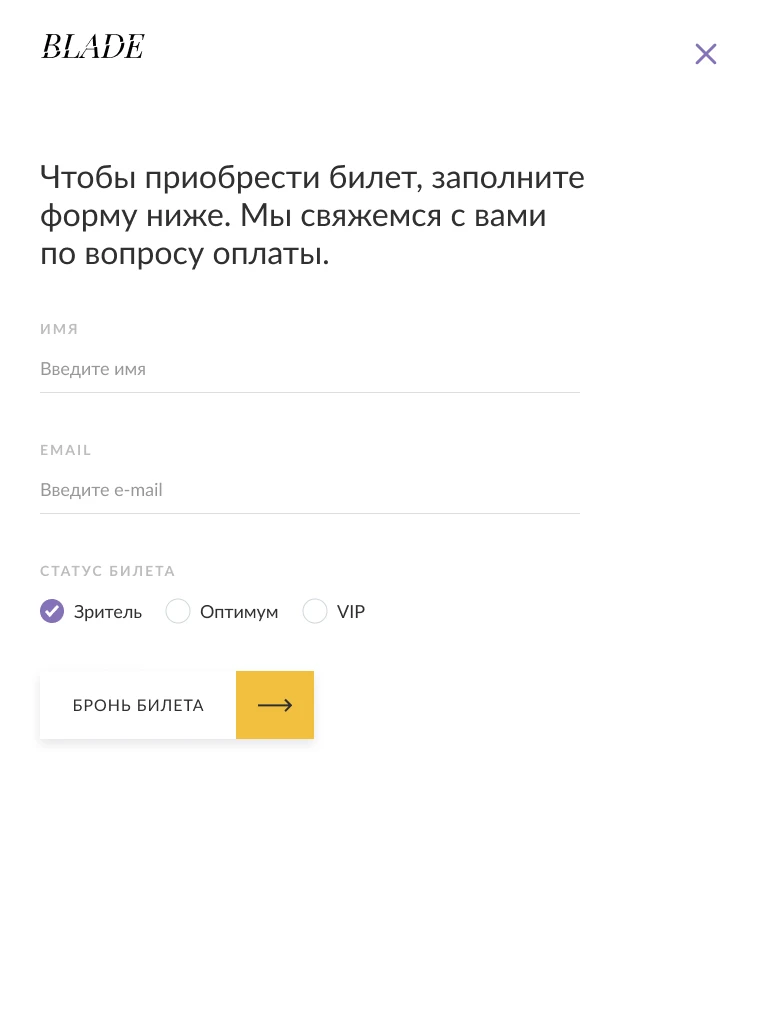 BLADE
Чтобы приобрести билет, заполните
форму ниже. Мы свяжемся с вами
по вопросу оплаты.
ИМЯ
Введите имя
EMAIL
Введите e-mail
СТАТУС БИЛЕТА
Зритель Оптимум VIP
БРОНЬ БИЛЕТА